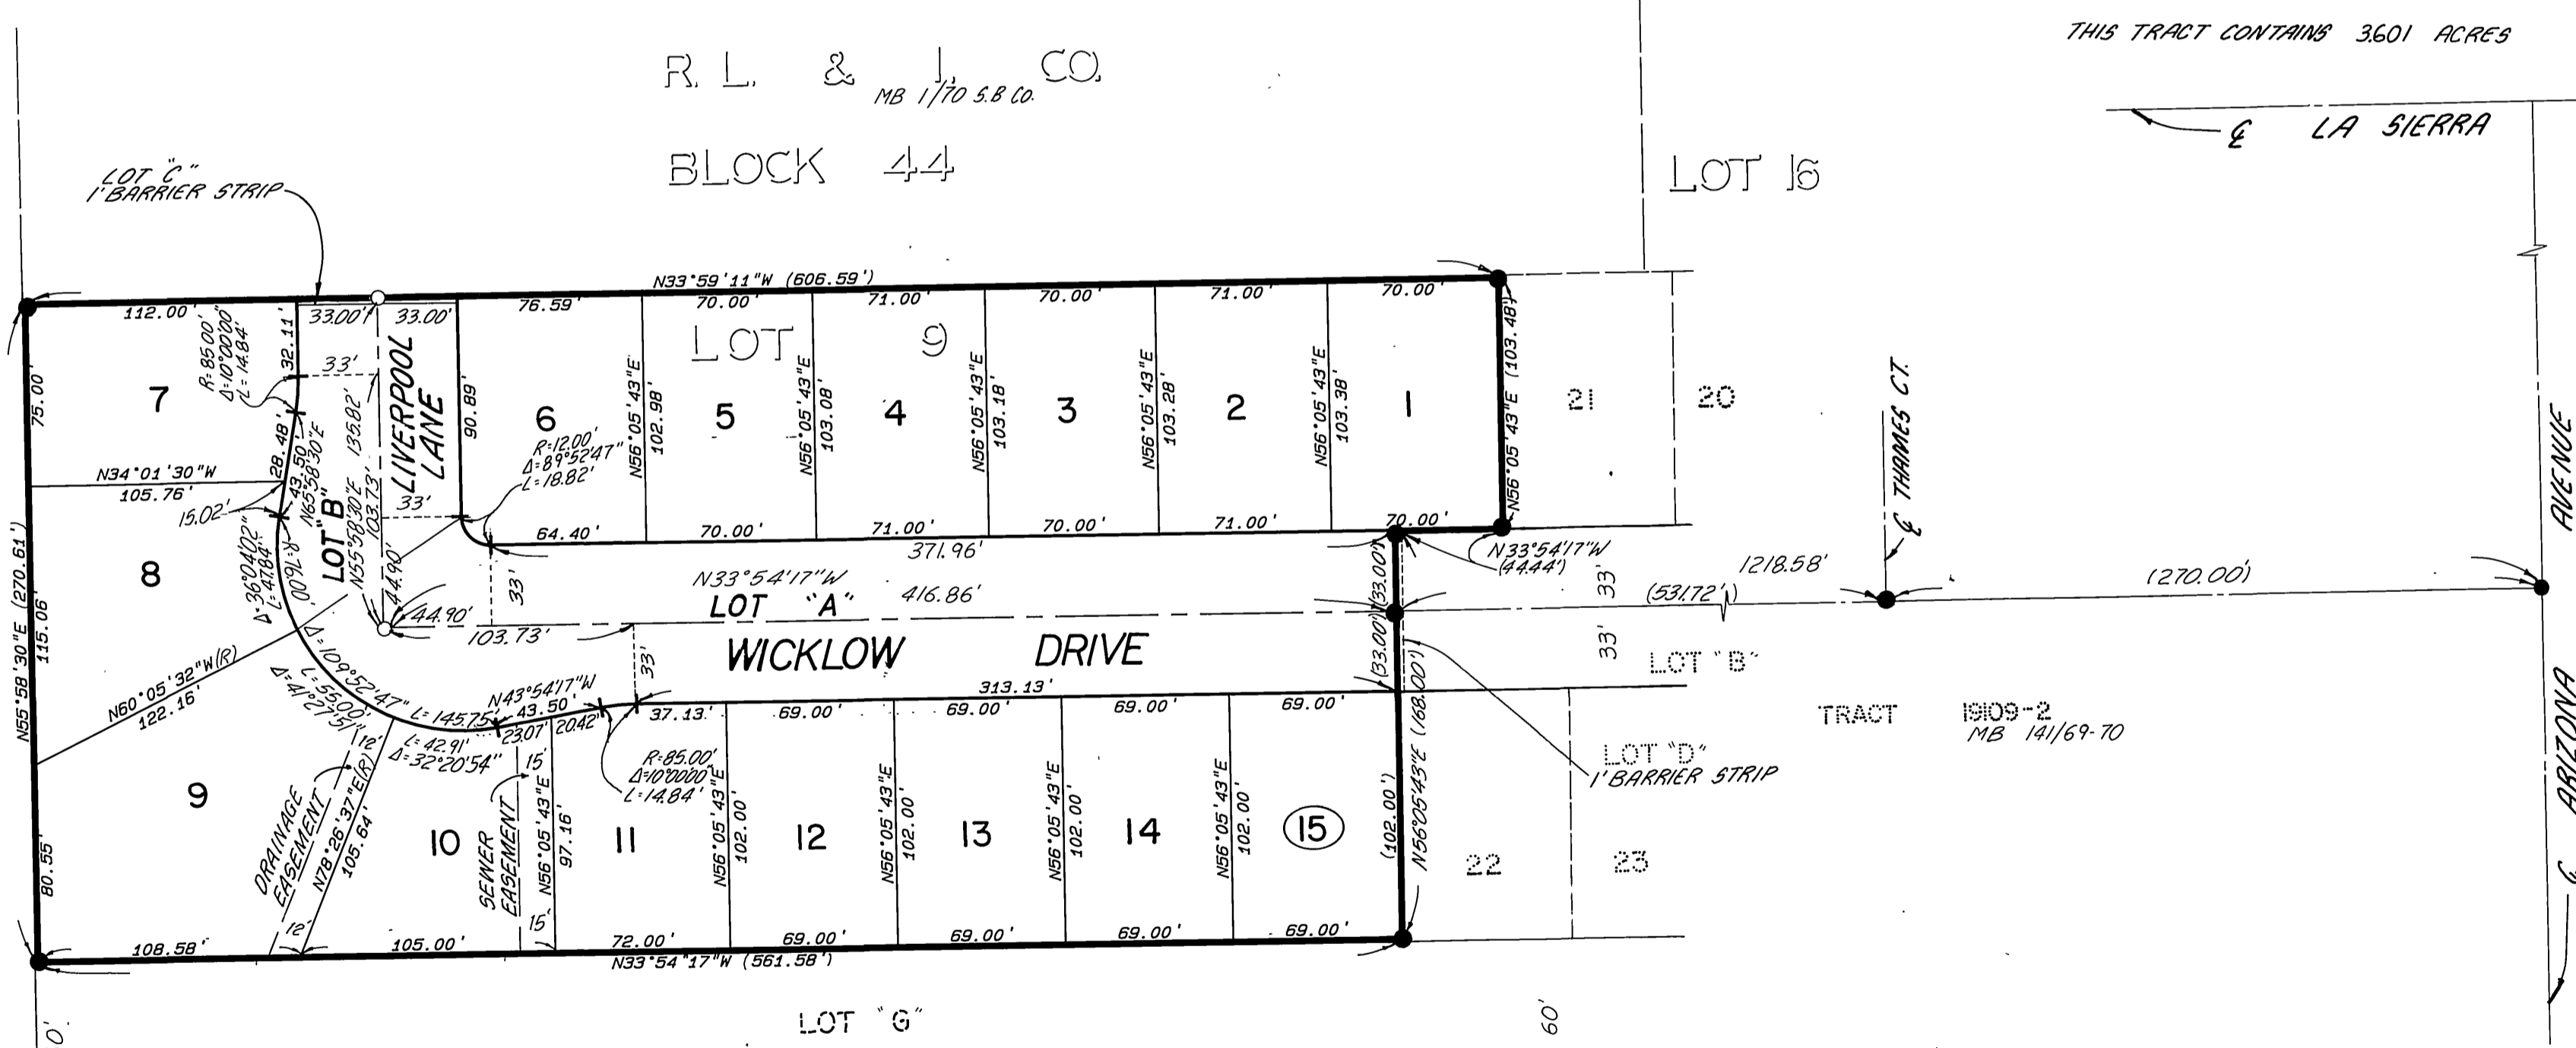 THIS TRACT CONTAINS 3.601 ACRES
R. L. & I. CO.
MB 1/70 S.B CO.
BLOCK 44
LOT 16
℄ LA SIERRA
AVENUE
℄ ARIZONA
LOT "C"
1' BARRIER STRIP
N33°59'11"W (606.59')
112.00'
33.00'
33.00'
76.59'
70.00'
71.00'
70.00'
71.00'
70.00'
LOT 9
7
75.00'
R=85.00'
Δ=10°00'00"
L=14.84'
32.11'
33'
28.48'
43.50'
N65°58'30"E
135.82'
N55°58'30"E
103.73'
44.90'
LIVERPOOL
LANE
90.89'
33'
LOT "B"
6
R=12.00'
Δ=89°52'47"
L=18.82'
N56°05'43"E
102.98'
5
N56°05'43"E
103.08'
4
N56°05'43"E
103.18'
3
N56°05'43"E
103.28'
2
N56°05'43"E
103.38'
1
N56°05'43"E (103.48')
21
20
℄ THAMES CT.
N34°01'30"W
105.76'
15.02'
8
N55°58'30"E (270.61')
115.06'
Δ=36°04'02"
L=47.84'
R=76.00'
64.40'
70.00'
71.00'
70.00'
71.00'
70.00'
371.96'
N33°54'17"W
(44.44')
33'
N33°54'17"W
416.86'
LOT "A"
44.90'
103.73'
WICKLOW DRIVE
(33.00')
(33.00')
33'
33'
1218.58'
(531.72')
(270.00')
LOT "B"
N60°05'32"W(R)
122.16'
Δ=109°52'47"
L=145.75'
L=55.00'
Δ=41°27'51"
N43°54'17"W
43.50'
23.07'
20.42'
33'
313.13'
37.13'
69.00'
69.00'
69.00'
69.00'
L=42.91'
Δ=32°20'54"
R=85.00'
Δ=10°00'00"
L=14.84'
12'
15'
9
80.55'
DRAINAGE
EASEMENT
N78°26'37"E(R)
105.64'
12'
10
SEWER
EASEMENT
15'
N56°05'43"E
97.16'
11
N56°05'43"E
102.00'
12
N56°05'43"E
102.00'
13
N56°05'43"E
102.00'
14
N56°05'43"E
102.00'
15
(102.00')
N56°05'43"E (168.00')
LOT "D"
1' BARRIER STRIP
22
23
TRACT 19109-2
MB 141/69-70
108.58'
105.00'
72.00'
69.00'
69.00'
69.00'
69.00'
N33°54'17"W (561.58')
LOT "G"
60'